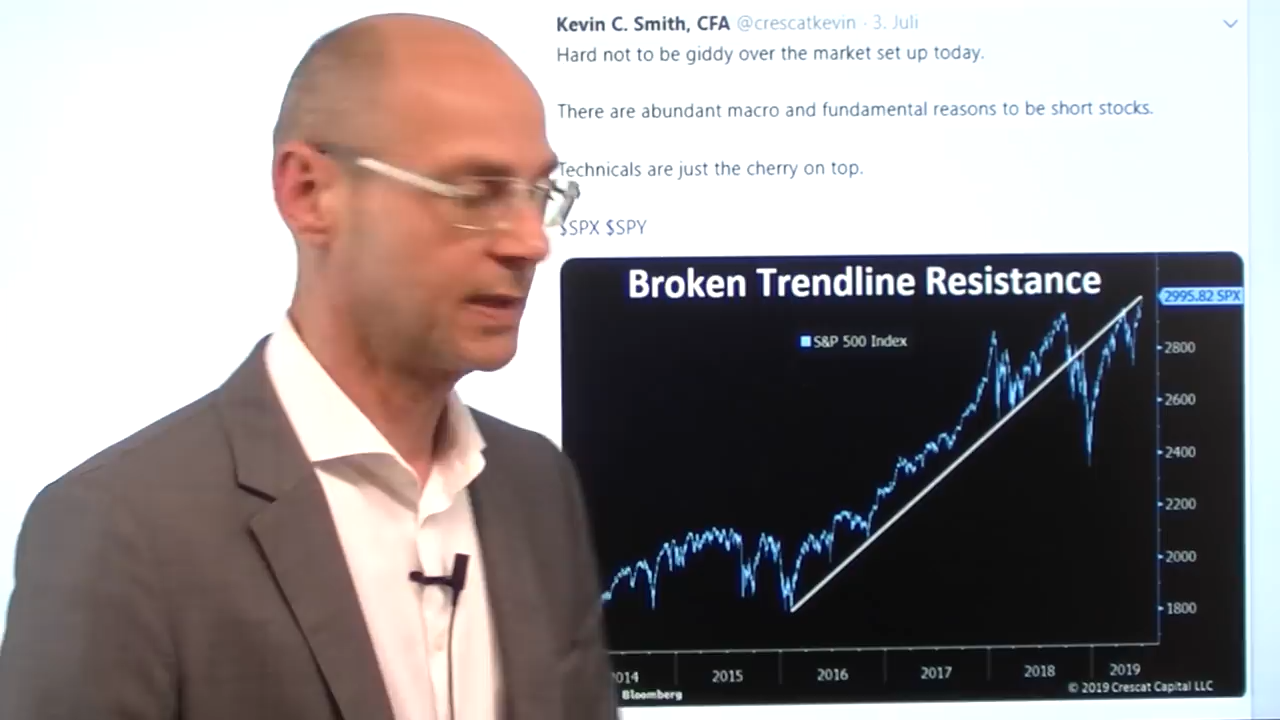 Kevin C. Smith, CFA @crescatkevin · 3. Juli
Hard not to be giddy over the market set up today.
There are abundant macro and fundamental reasons to be short stocks.
Technicals are just the cherry on top.
$SPX $SPY
Broken Trendline Resistance
2995.82 SPX
S&P 500 Index
2800
2600
2400
2200
2000
1800
014 2015 2016 2017 2018 2019
Bloomberg
© 2019 Crescat Capital LLC